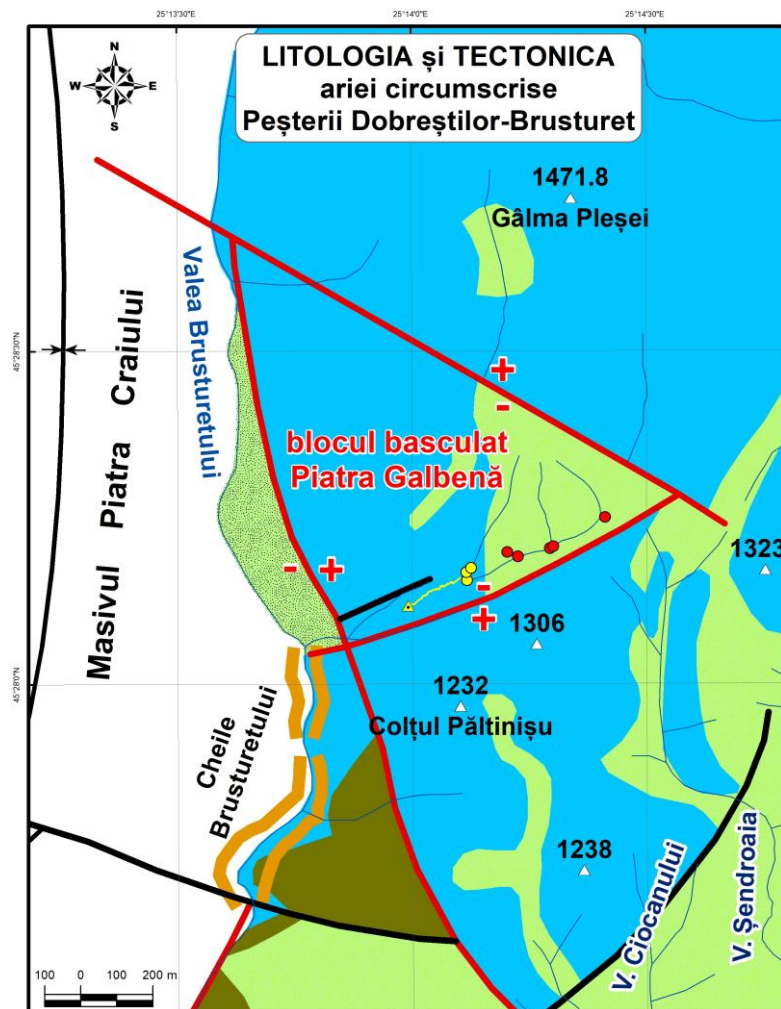 25°13'30"E
25°14'0"E
25°14'30"E
LITOLOGIA și TECTONICA
ariei circumscrise
Peșterii Dobreștilor-Brusturet
N
W
E
S
1471.8
Gâlma Pleșei
Valea Brusturetului
Masivul Piatra Craiului
45°28'30"N
+
-
blocul basculat
Piatra Galbenă
- +
-
+
1323
1306
45°28'0"N
1232
Colțul Păltinișu
Cheile
Brusturetului
1238
V. Ciocanului
V. Șendroaia
100 0 100 200 m